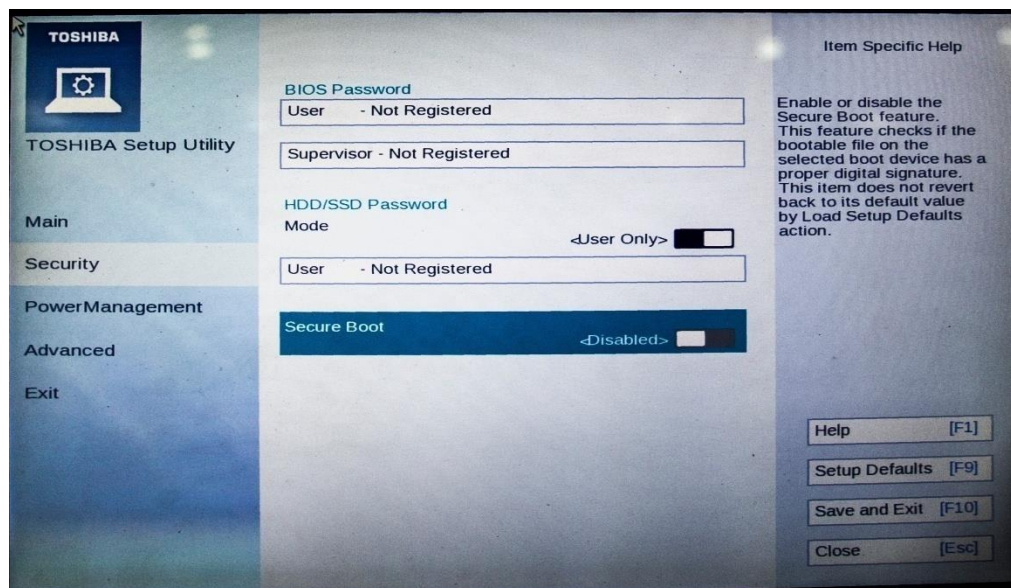 TOSHIBA
TOSHIBA Setup Utility
Main
Security
PowerManagement
Advanced
Exit
BIOS Password
User - Not Registered
Supervisor - Not Registered
HDD/SSD Password
Mode
<User Only>
User - Not Registered
Secure Boot
<Disabled>
Item Specific Help
Enable or disable the
Secure Boot feature.
This feature checks if the
bootable file on the
selected boot device has a
proper digital signature.
This item does not revert
back to its default value
by Load Setup Defaults
action.
Help [F1]
Setup Defaults [F9]
Save and Exit [F10]
Close [Esc]